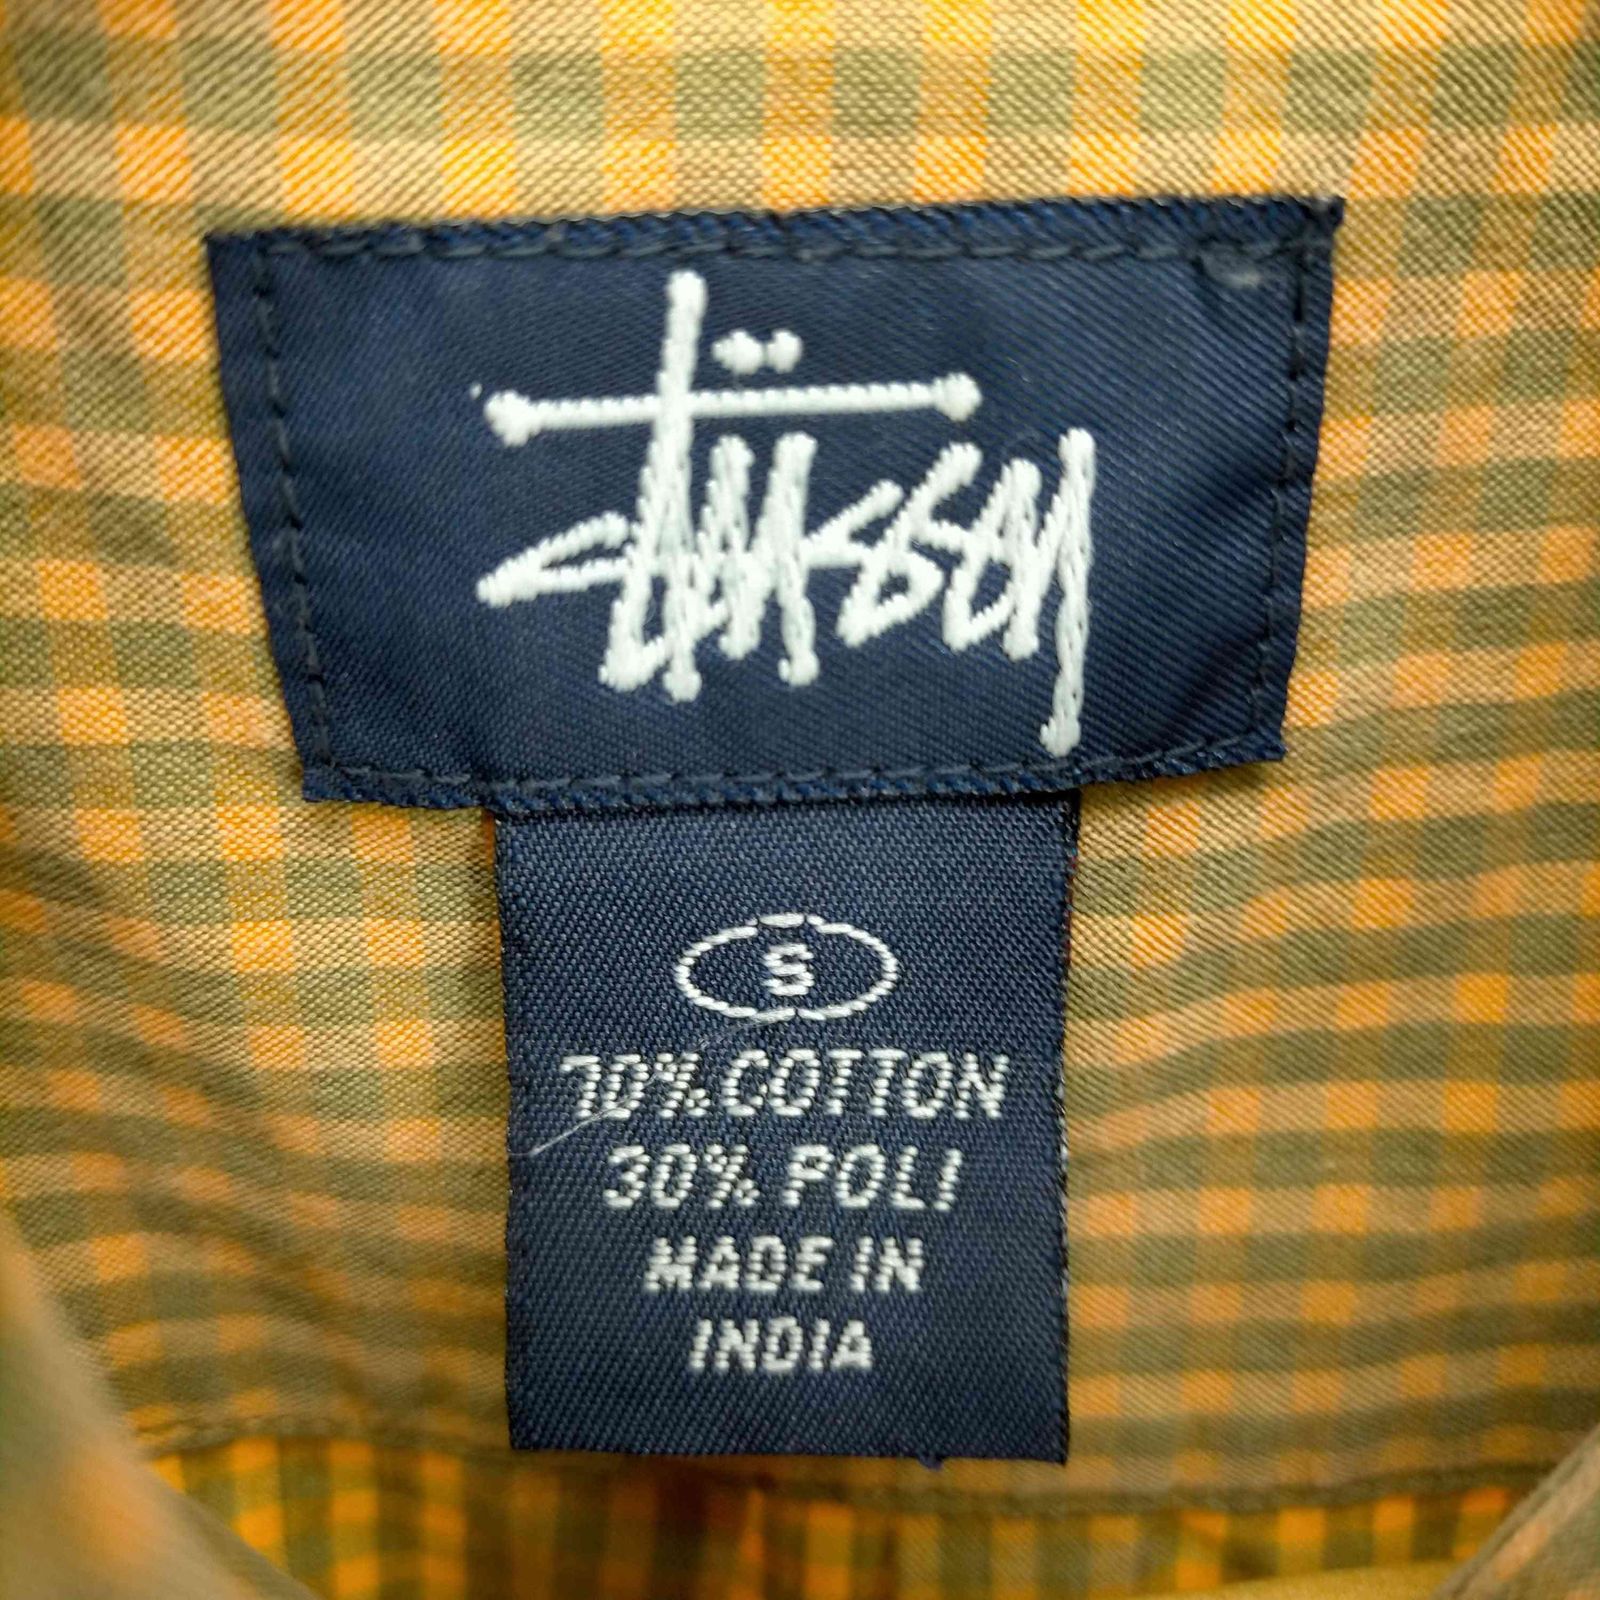 Stüssy
S
70% COTTON
30% POLI
MADE IN
INDIA